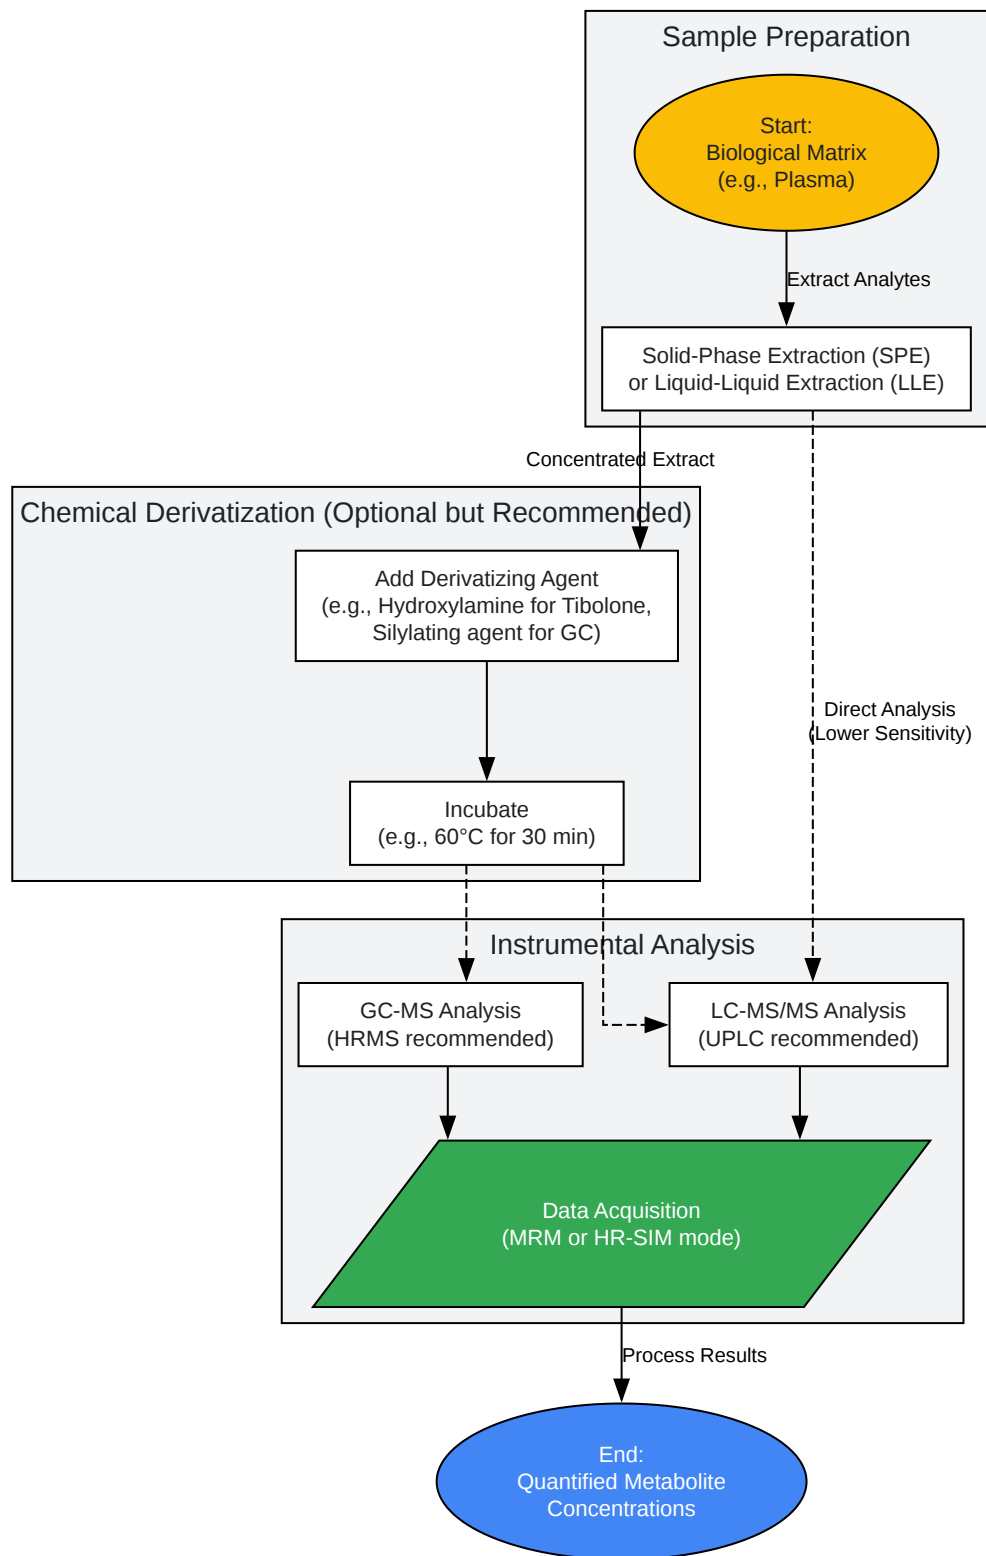 Sample Preparation
Start:
Biological Matrix
(e.g., Plasma)
Extract Analytes
Solid-Phase Extraction (SPE)
or Liquid-Liquid Extraction (LLE)
Concentrated Extract
Chemical Derivatization (Optional but Recommended)
Add Derivatizing Agent
(e.g., Hydroxylamine for Tibolone,
Silylating agent for GC)
Direct Analysis
(Lower Sensitivity)
Incubate
(e.g., 60°C for 30 min)
Instrumental Analysis
GC-MS Analysis
(HRMS recommended)
LC-MS/MS Analysis
(UPLC recommended)
Data Acquisition
(MRM or HR-SIM mode)
Process Results
End:
Quantified Metabolite
Concentrations